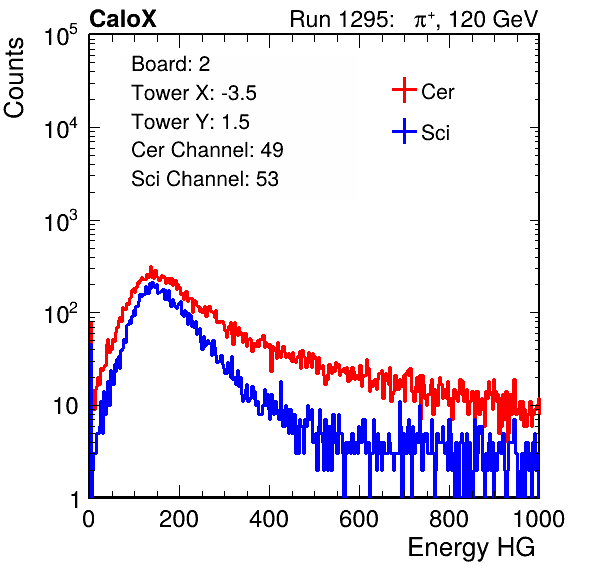 CaloX Run 1295: π⁺, 120 GeV
Counts
10⁵
10⁴
10³
10²
10
1
Board: 2
Tower X: -3.5
Tower Y: 1.5
Cer Channel: 49
Sci Channel: 53
Cer
Sci
0 200 400 600 800 1000
Energy HG